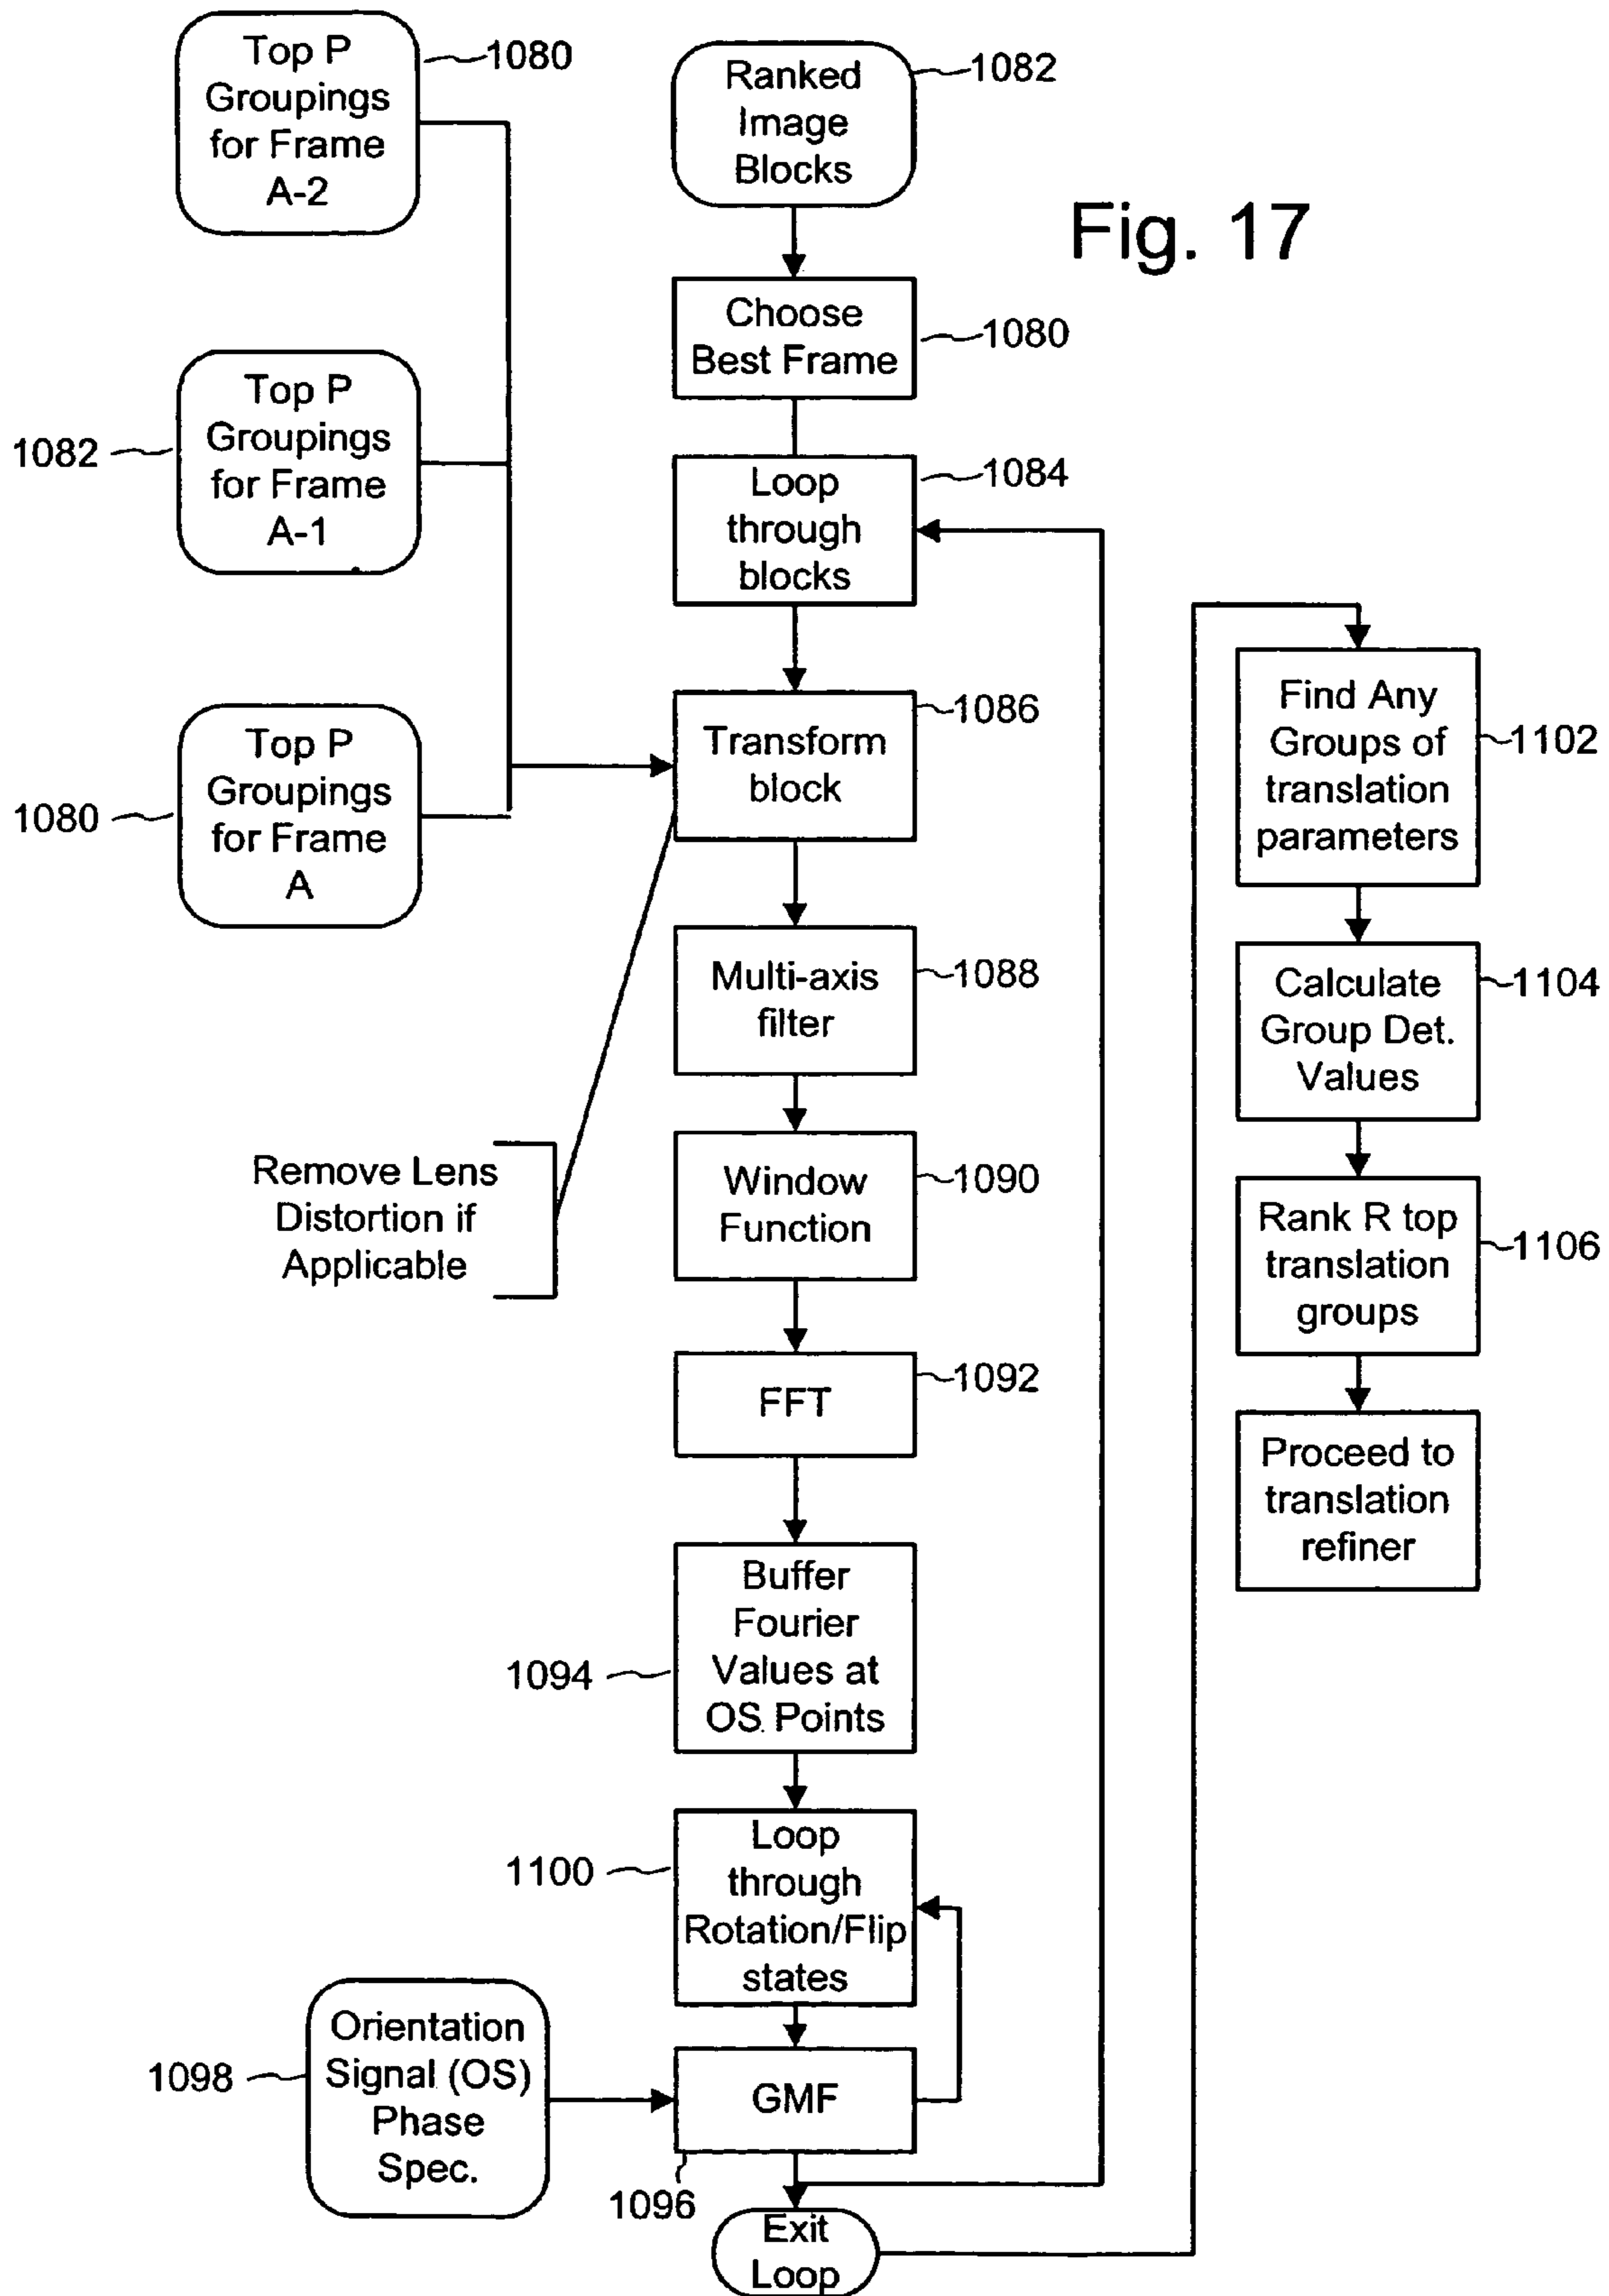 Top P
Groupings
for Frame
A-2
1080
Ranked
Image
Blocks
1082
Fig. 17
Choose
Best Frame
1080
Top P
Groupings
for Frame
A-1
1082
Loop
through
blocks
1084
Top P
Groupings
for Frame
A
1080
Transform
block
1086
Remove Lens
Distortion if
Applicable
Multi-axis
filter
1088
Window
Function
1090
FFT
1092
Buffer
Fourier
Values at
OS Points
1094
Loop
through
Rotation/Flip
states
1100
Orientation
Signal (OS)
Phase
Spec.
1098
GMF
1096
Exit
Loop
Find Any
Groups of
translation
parameters
1102
Calculate
Group Det.
Values
1104
Rank R top
translation
groups
1106
Proceed to
translation
refiner